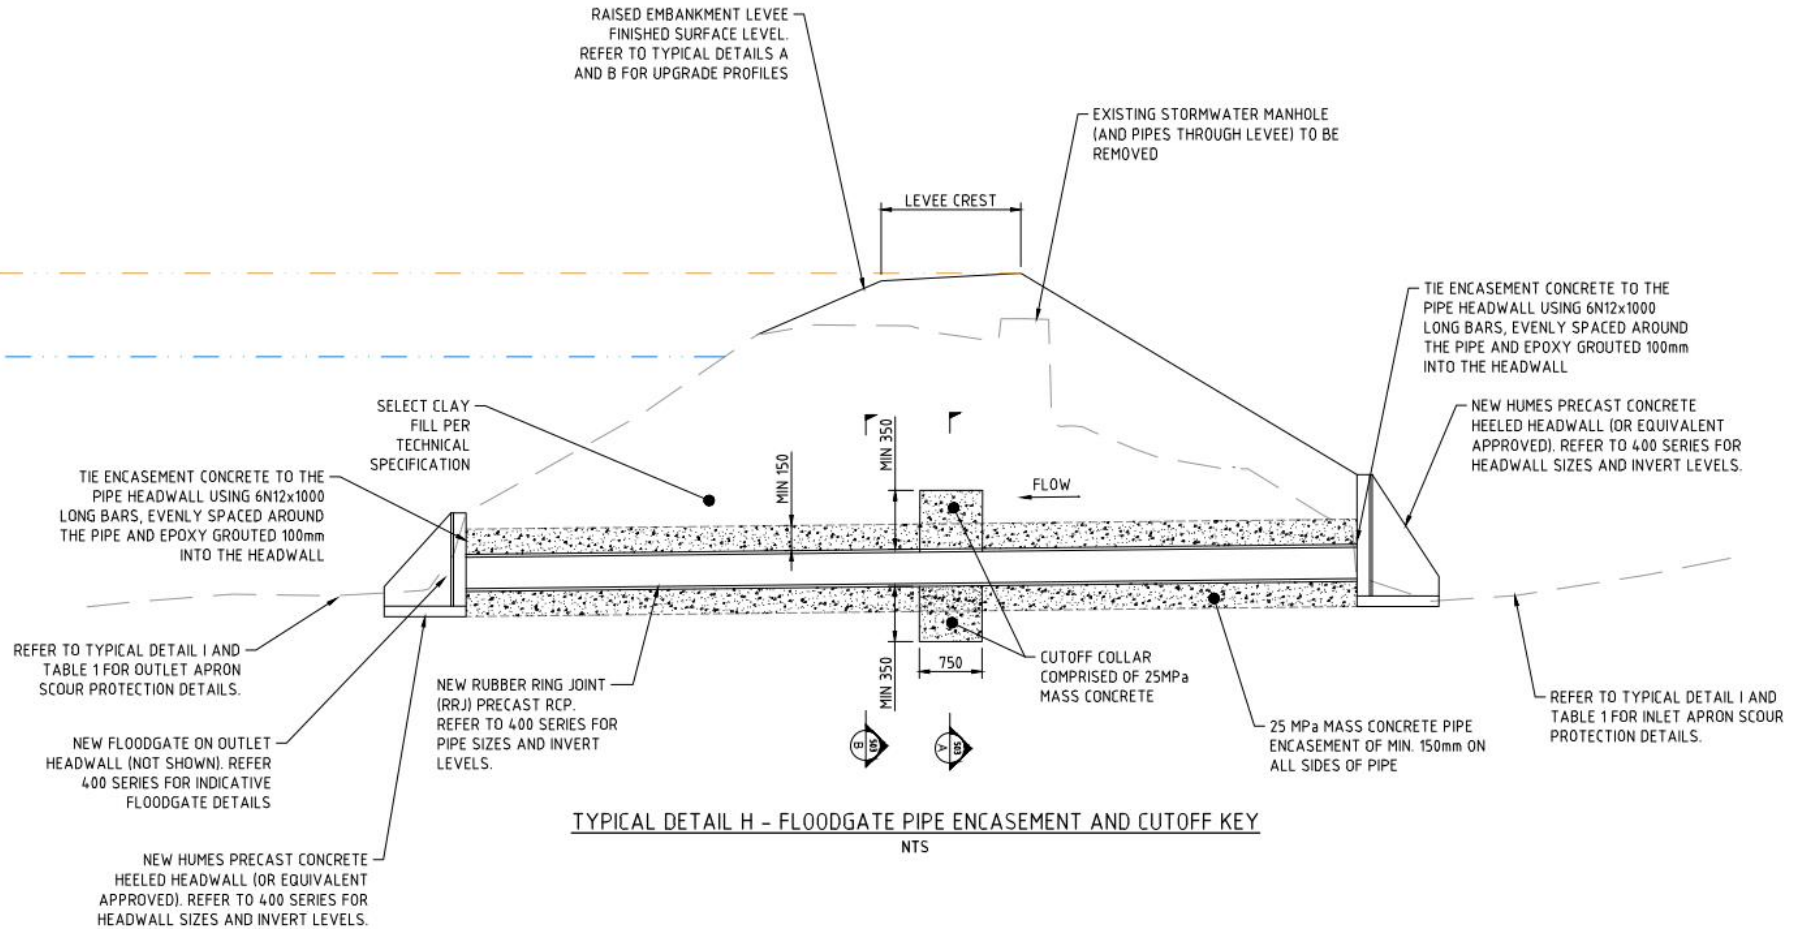 RAISED EMBANKMENT LEVEE
FINISHED SURFACE LEVEL.
REFER TO TYPICAL DETAILS A
AND B FOR UPGRADE PROFILES
EXISTING STORMWATER MANHOLE
(AND PIPES THROUGH LEVEE) TO BE
REMOVED
LEVEE CREST
TIE ENCASEMENT CONCRETE TO THE
PIPE HEADWALL USING 6N12x1000
LONG BARS, EVENLY SPACED AROUND
THE PIPE AND EPOXY GROUTED 100mm
INTO THE HEADWALL
NEW HUMES PRECAST CONCRETE
HEELED HEADWALL (OR EQUIVALENT
APPROVED). REFER TO 400 SERIES FOR
HEADWALL SIZES AND INVERT LEVELS.
SELECT CLAY
FILL PER
TECHNICAL
SPECIFICATION
MIN 150
MIN 350
FLOW
TIE ENCASEMENT CONCRETE TO THE
PIPE HEADWALL USING 6N12x1000
LONG BARS, EVENLY SPACED AROUND
THE PIPE AND EPOXY GROUTED 100mm
INTO THE HEADWALL
REFER TO TYPICAL DETAIL I AND
TABLE 1 FOR OUTLET APRON
SCOUR PROTECTION DETAILS.
NEW RUBBER RING JOINT
(RRJ) PRECAST RCP.
REFER TO 400 SERIES FOR
PIPE SIZES AND INVERT
LEVELS.
MIN 350
750
CUTOFF COLLAR
COMPRISED OF 25MPa
MASS CONCRETE
25 MPa MASS CONCRETE PIPE
ENCASEMENT OF MIN. 150mm ON
ALL SIDES OF PIPE
REFER TO TYPICAL DETAIL I AND
TABLE 1 FOR INLET APRON SCOUR
PROTECTION DETAILS.
NEW FLOODGATE ON OUTLET
HEADWALL (NOT SHOWN). REFER
400 SERIES FOR INDICATIVE
FLOODGATE DETAILS
B
503
A
503
TYPICAL DETAIL H - FLOODGATE PIPE ENCASEMENT AND CUTOFF KEY
NTS
NEW HUMES PRECAST CONCRETE
HEELED HEADWALL (OR EQUIVALENT
APPROVED). REFER TO 400 SERIES FOR
HEADWALL SIZES AND INVERT LEVELS.